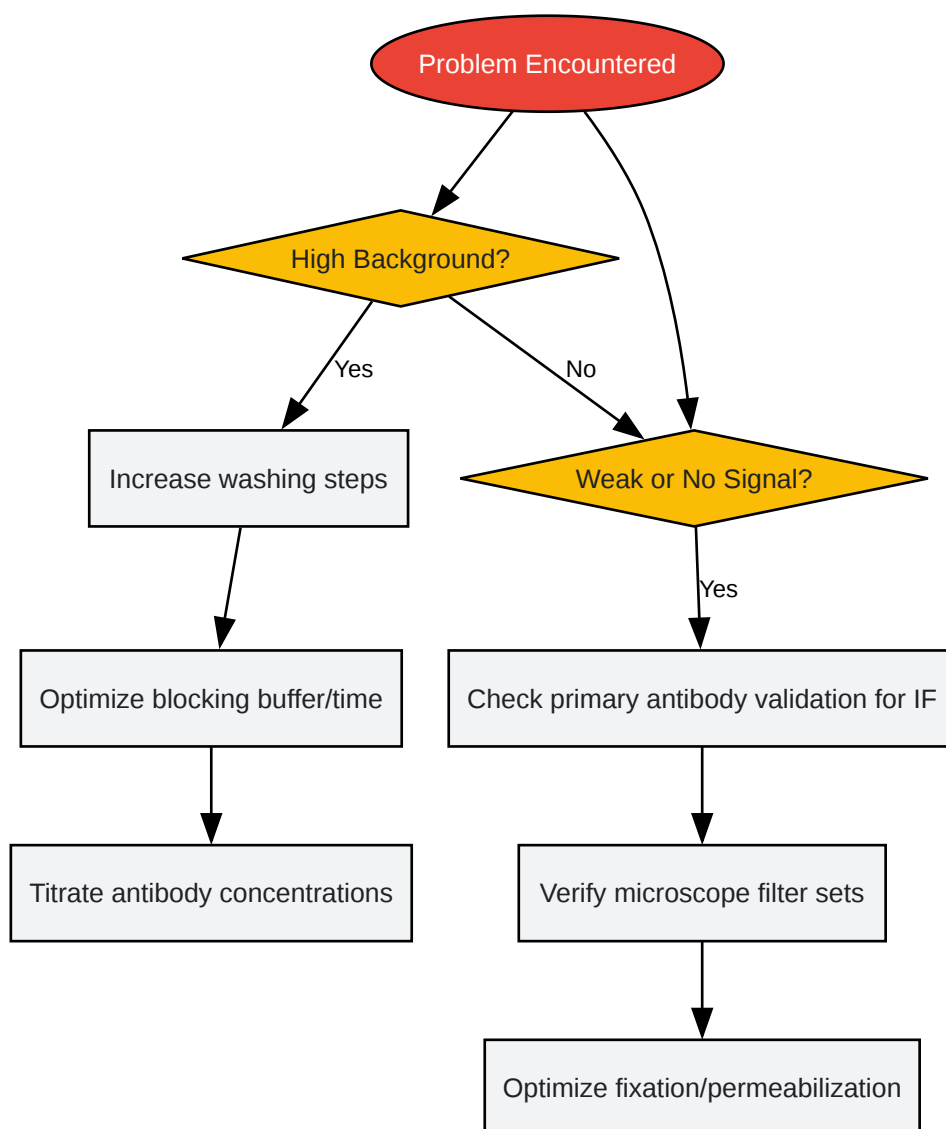 Problem Encountered
High Background?
Yes
No
Increase washing steps
Weak or No Signal?
Yes
Optimize blocking buffer/time
Check primary antibody validation for IF
Titrate antibody concentrations
Verify microscope filter sets
Optimize fixation/permeabilization